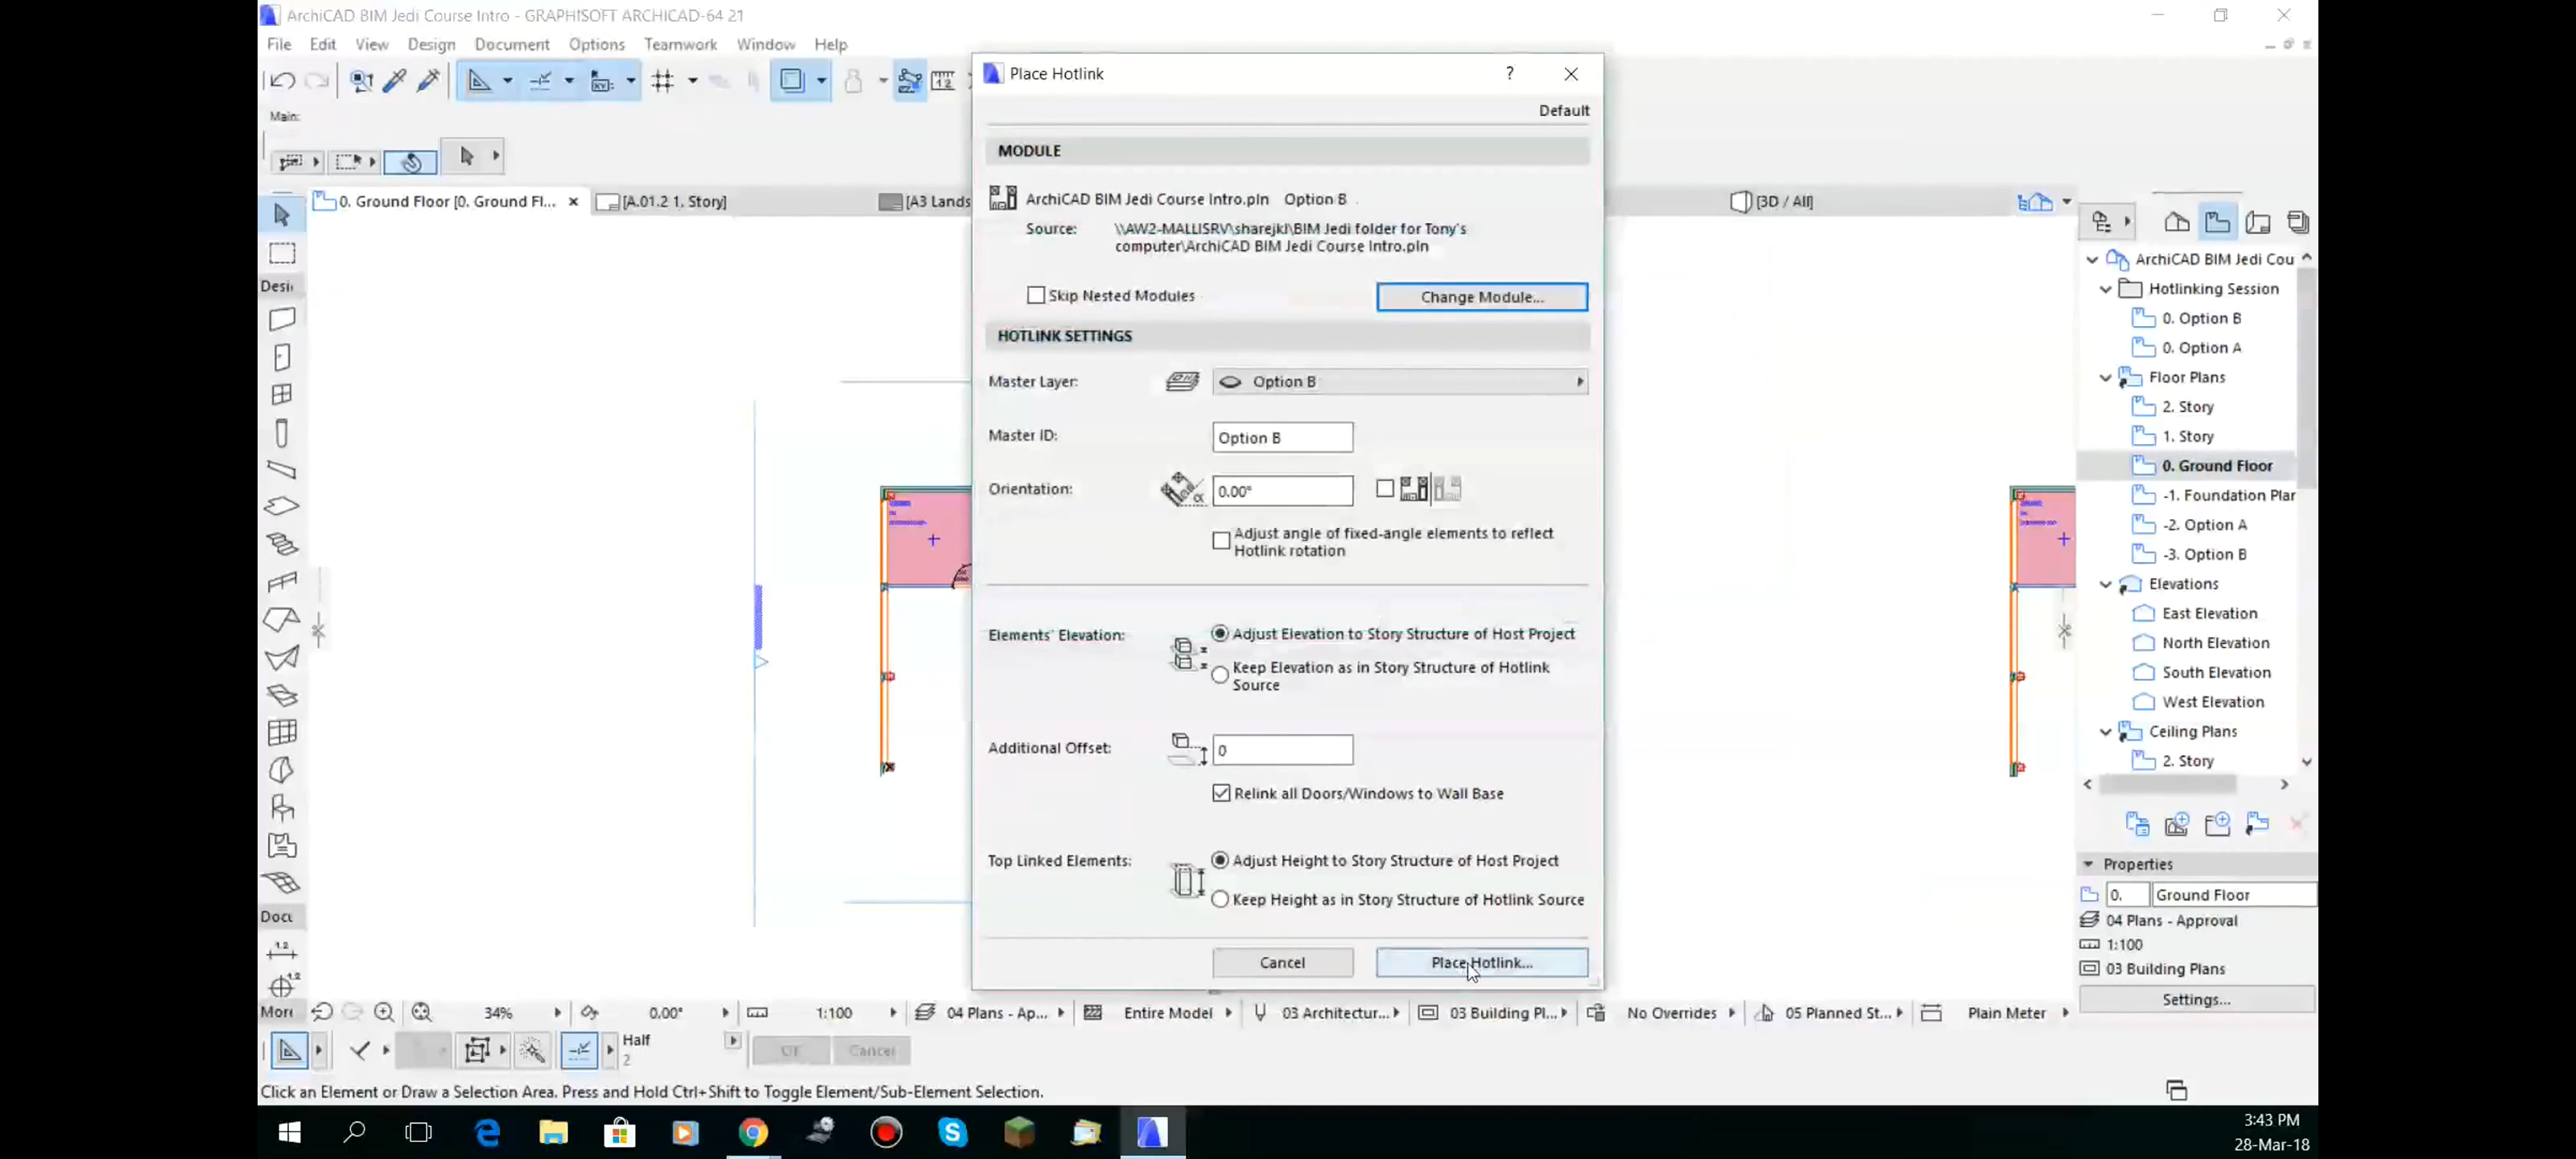 ArchiCAD BIM Jedi Course Intro - GRAPHISOFT ARCHICAD-64 21
File Edit View Design Document Options Teamwork Window Help
Main:
0. Ground Floor [0. Ground Fl...
[A.01.2 1. Story]
[A3 Lands
[3D / All]
Desi
Docu
Mori
Place Hotlink
?
Default
MODULE
ArchiCAD BIM Jedi Course Intro.pln Option B
Source: \\AW2-MALLISRV\sharejkl\BIM Jedi folder for Tony's
computer\ArchiCAD BIM Jedi Course Intro.pln
Skip Nested Modules
Change Module...
HOTLINK SETTINGS
Master Layer: Option B
Master ID: Option B
Orientation: 0.00°
Adjust angle of fixed-angle elements to reflect
Hotlink rotation
Elements' Elevation: Adjust Elevation to Story Structure of Host Project
Keep Elevation as in Story Structure of Hotlink
Source
Additional Offset: 0
Relink all Doors/Windows to Wall Base
Top Linked Elements: Adjust Height to Story Structure of Host Project
Keep Height as in Story Structure of Hotlink Source
Cancel Place Hotlink...
ArchiCAD BIM Jedi Cou
Hotlinking Session
0. Option B
0. Option A
Floor Plans
2. Story
1. Story
0. Ground Floor
-1. Foundation Plar
-2. Option A
-3. Option B
Elevations
East Elevation
North Elevation
South Elevation
West Elevation
Ceiling Plans
2. Story
Properties
0. Ground Floor
04 Plans - Approval
1:100
03 Building Plans
Settings...
34% 0.00° 1:100 04 Plans - Ap... Entire Model 03 Architectur... 03 Building Pl... No Overrides 05 Planned St... Plain Meter
Half
2
Cancel
Click an Element or Draw a Selection Area. Press and Hold Ctrl+Shift to Toggle Element/Sub-Element Selection.
3:43 PM
28-Mar-18